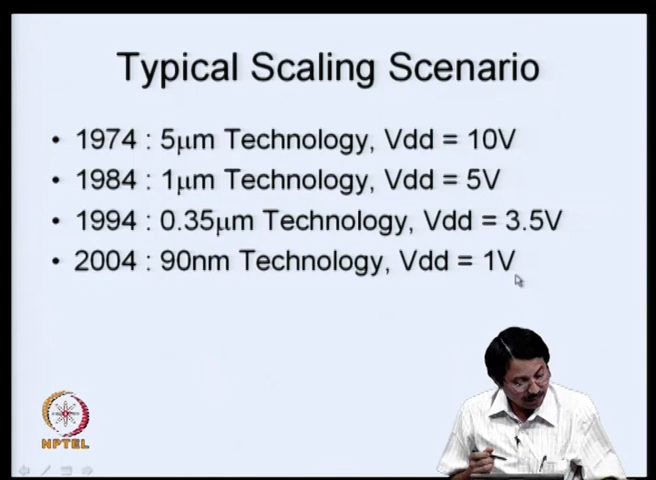 Typical Scaling Scenario
• 1974 : 5μm Technology, Vdd = 10V
• 1984 : 1μm Technology, Vdd = 5V
• 1994 : 0.35μm Technology, Vdd = 3.5V
• 2004 : 90nm Technology, Vdd = 1V
NPTEL